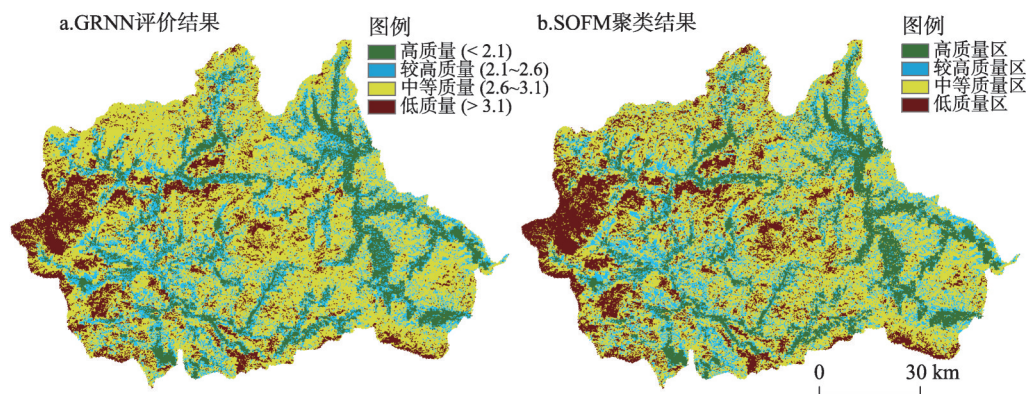 a.GRNN评价结果
图例
高质量 (< 2.1)
较高质量 (2.1~2.6)
中等质量 (2.6~3.1)
低质量 (> 3.1)
b.SOFM聚类结果
图例
高质量区
较高质量区
中等质量区
低质量区
0 30 km